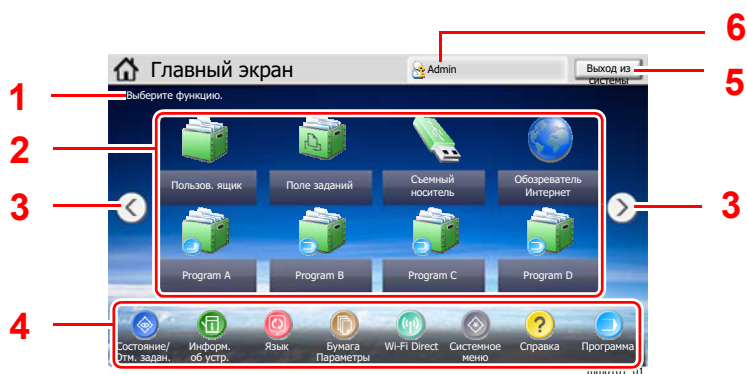 6
Главный экран
Admin
Выход из
системы
5
1
Выберите функцию.
2
Пользов. ящик
Поле заданий
Съемный
носитель
Обозреватель
Интернет
3
3
Program A
Program B
Program C
Program D
4
Состояние/
Отм. задан.
Информ.
об устр.
Язык
Бумага
Параметры
Wi-Fi Direct
Системное
меню
Справка
Программа